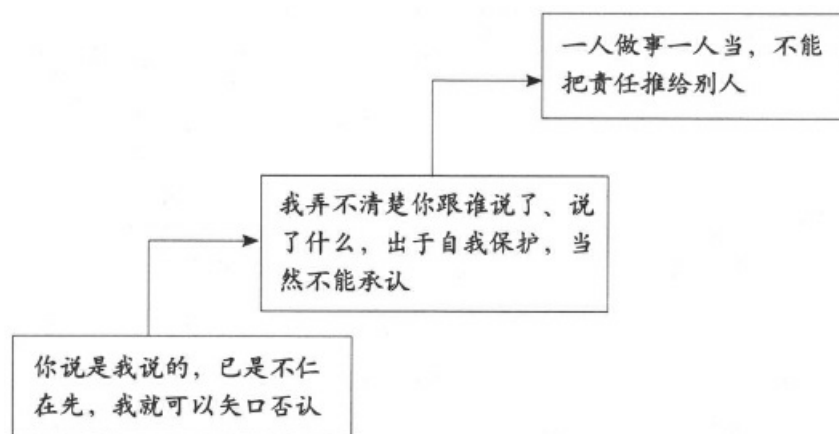 一人做事一人当，不能
把责任推给别人
我弄不清楚你跟谁说了、说
了什么，出于自我保护，当
然不能承认
你说是我说的，已是不仁
在先，我就可以矢口否认